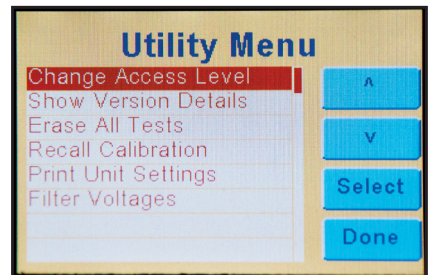 Utility Menu
Change Access Level
Show Version Details
Erase All Tests
Recall Calibration
Print Unit Settings
Filter Voltages
^
v
Select
Done